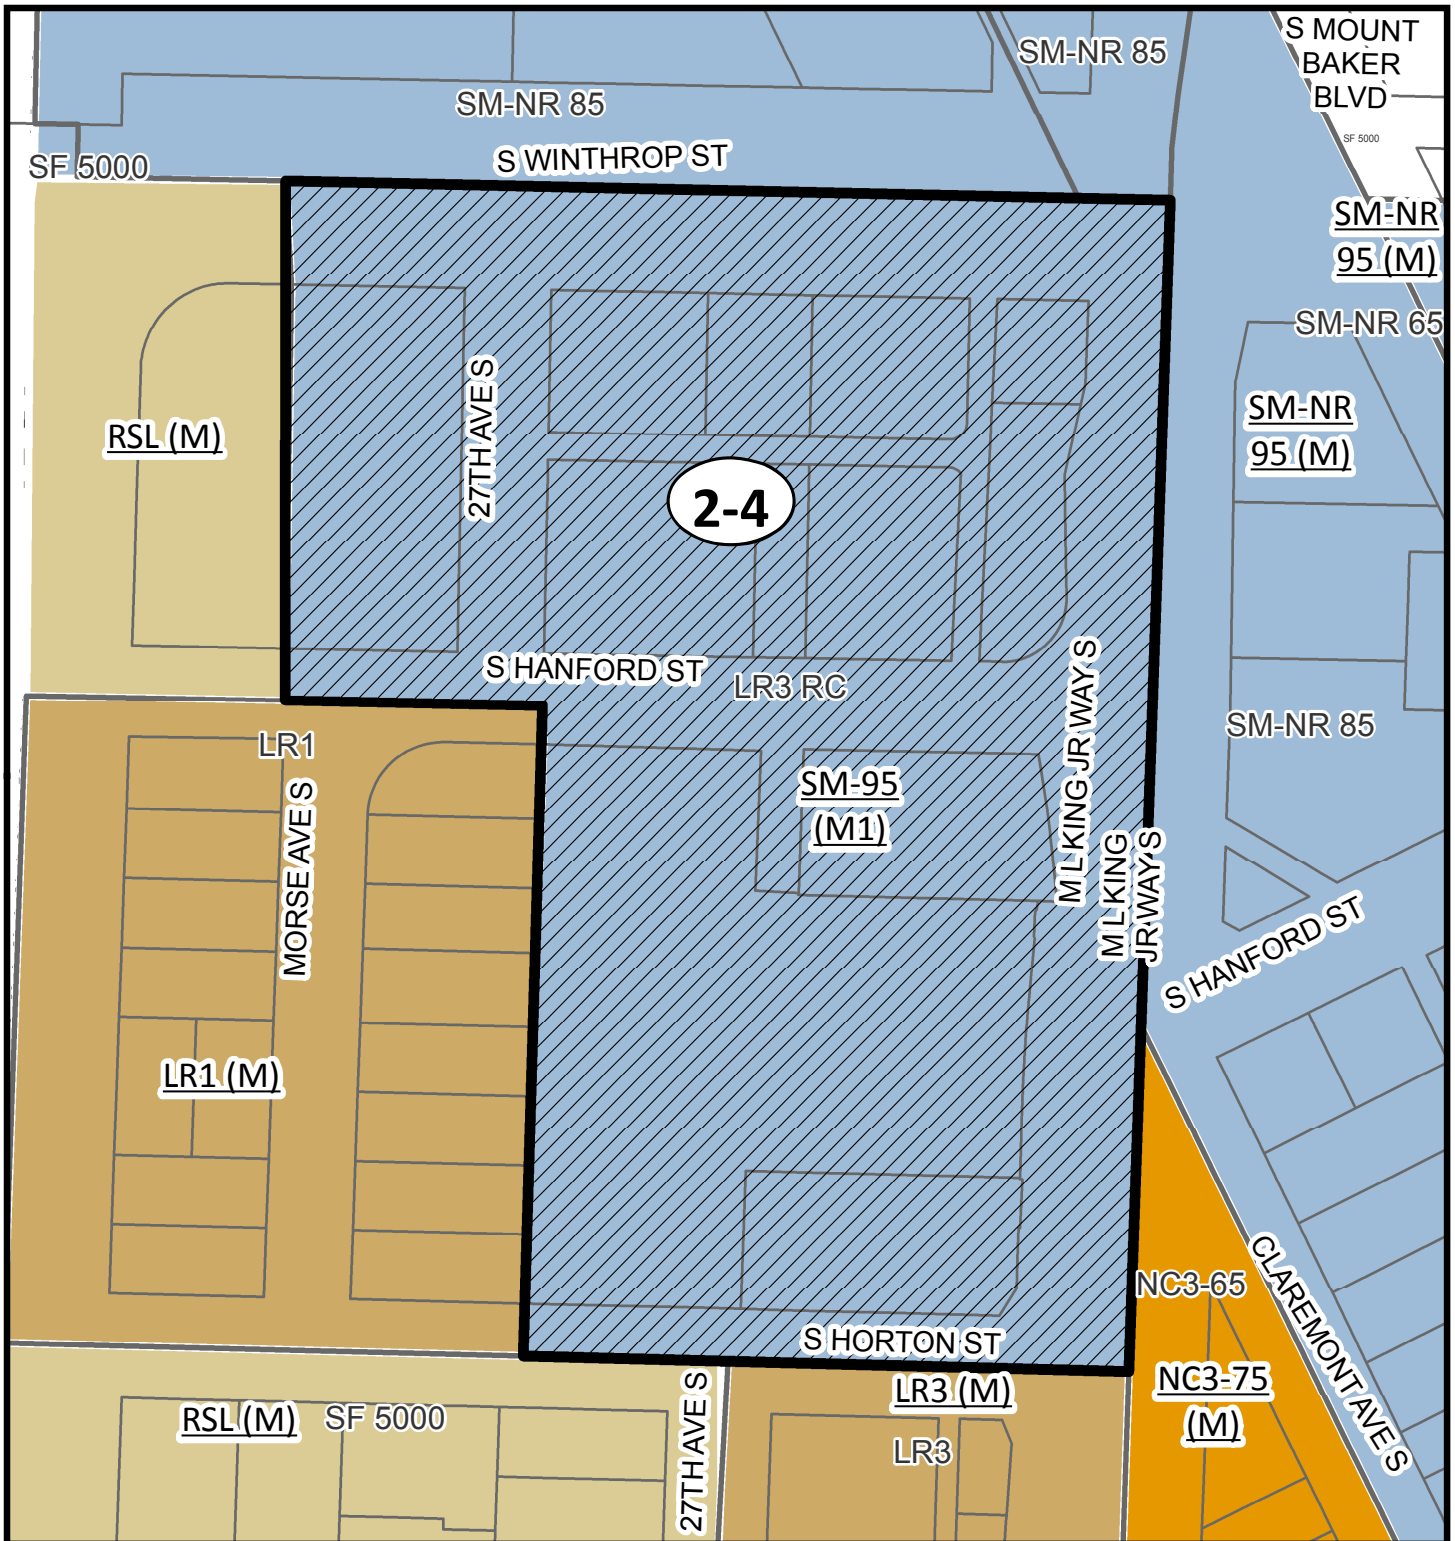 S MOUNT
BAKER
BLVD
SM-NR 85
SM-NR 85
SF 5000
S WINTHROP ST
SF 5000
SM-NR
95 (M)
SM-NR 65
SM-NR
95 (M)
RSL (M)
27TH AVE S
2-4
S HANFORD ST
LR3 RC
M L KING JR WAY S
SM-NR 85
LR1
MORSE AVE S
SM-95
(M1)
M L KING
JR WAY S
S HANFORD ST
LR1 (M)
CLAREMONT AVE S
NC3-65
S HORTON ST
NC3-75
(M)
LR3 (M)
RSL (M)
SF 5000
27TH AVE S
LR3